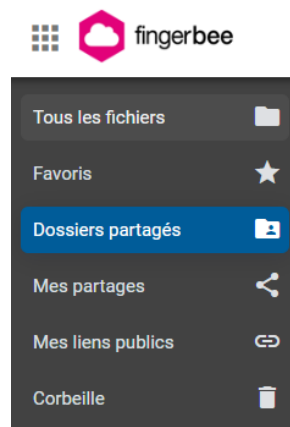 fingerbee
Tous les fichiers
Favoris
Dossiers partagés
Mes partages
Mes liens publics
Corbeille